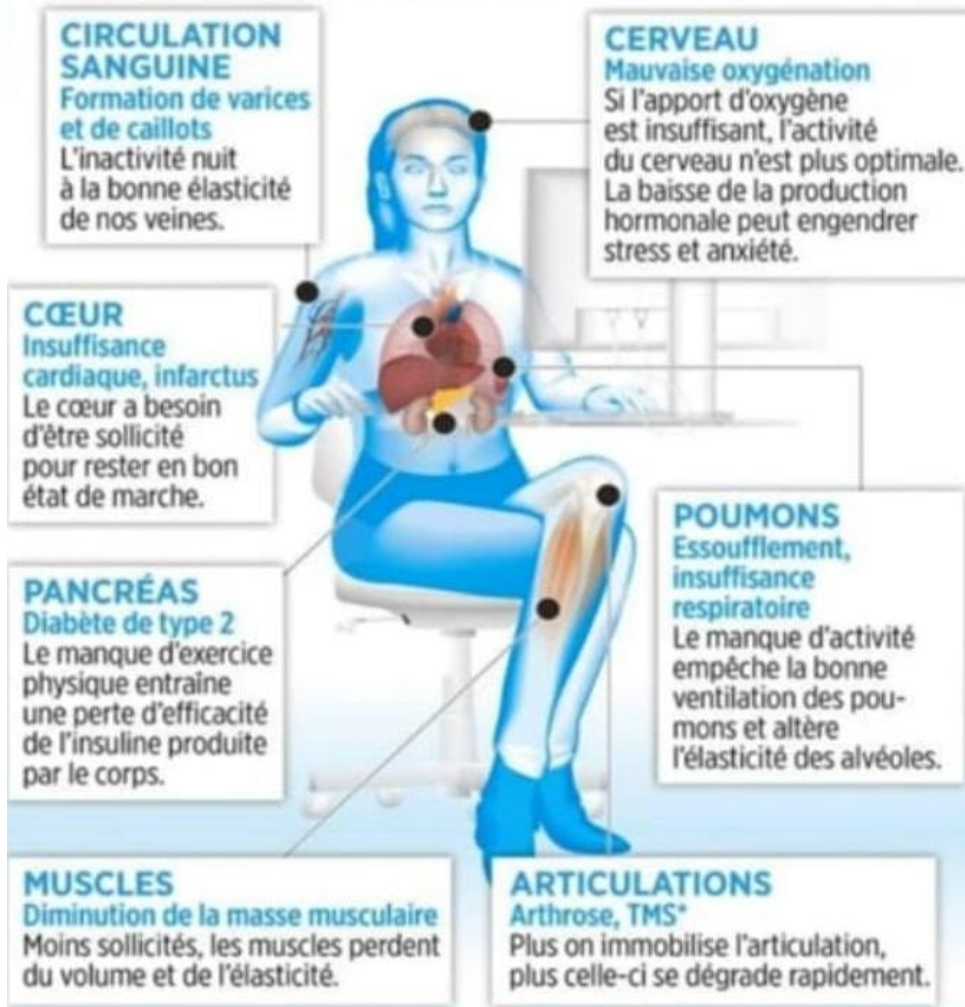 CIRCULATION
SANGUINE
Formation de varices
et de caillots
L'inactivité nuit
à la bonne élasticité
de nos veines.
CERVEAU
Mauvaise oxygénation
Si l'apport d'oxygène
est insuffisant, l'activité
du cerveau n'est plus optimale.
La baisse de la production
hormonale peut engendrer
stress et anxiété.
CŒUR
Insuffisance
cardiaque, infarctus
Le cœur a besoin
d'être sollicité
pour rester en bon
état de marche.
PANCRÉAS
Diabète de type 2
Le manque d'exercice
physique entraîne
une perte d'efficacité
de l'insuline produite
par le corps.
POUMONS
Essoufflement,
insuffisance
respiratoire
Le manque d'activité
empêche la bonne
ventilation des pou-
mons et altère
l'élasticité des alvéoles.
MUSCLES
Diminution de la masse musculaire
Moins sollicités, les muscles perdent
du volume et de l'élasticité.
ARTICULATIONS
Arthrose, TMS*
Plus on immobilise l'articulation,
plus celle-ci se dégrade rapidement.